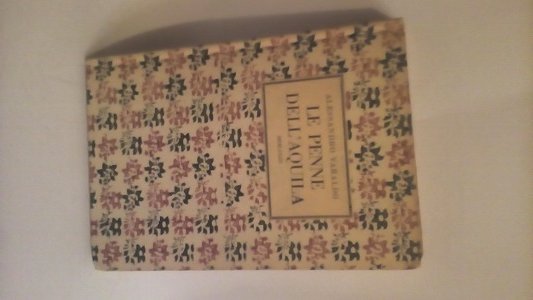 ALESSANDRO VARALDO
LE PENNE
DELL'AQUILA